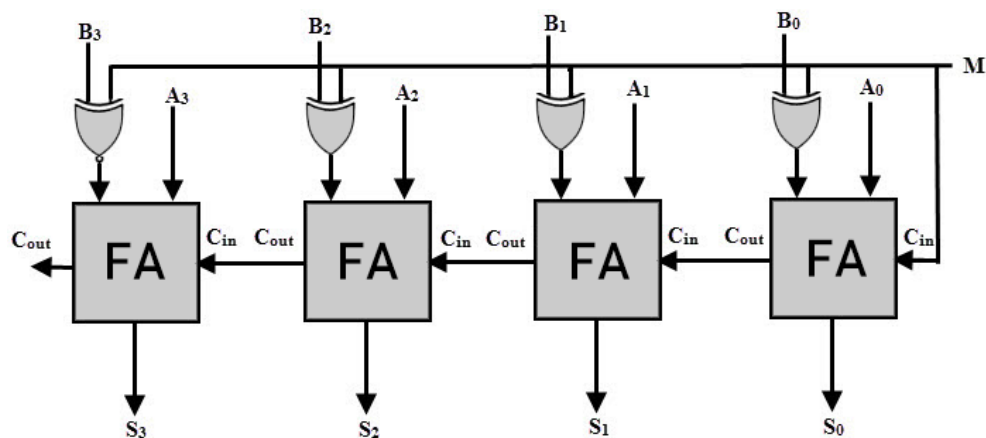 B₃ B₂ B₁ B₀
M
A₃ A₂ A₁ A₀
Cout FA Cin Cout FA Cin Cout FA Cin Cout FA Cin
S₃ S₂ S₁ S₀